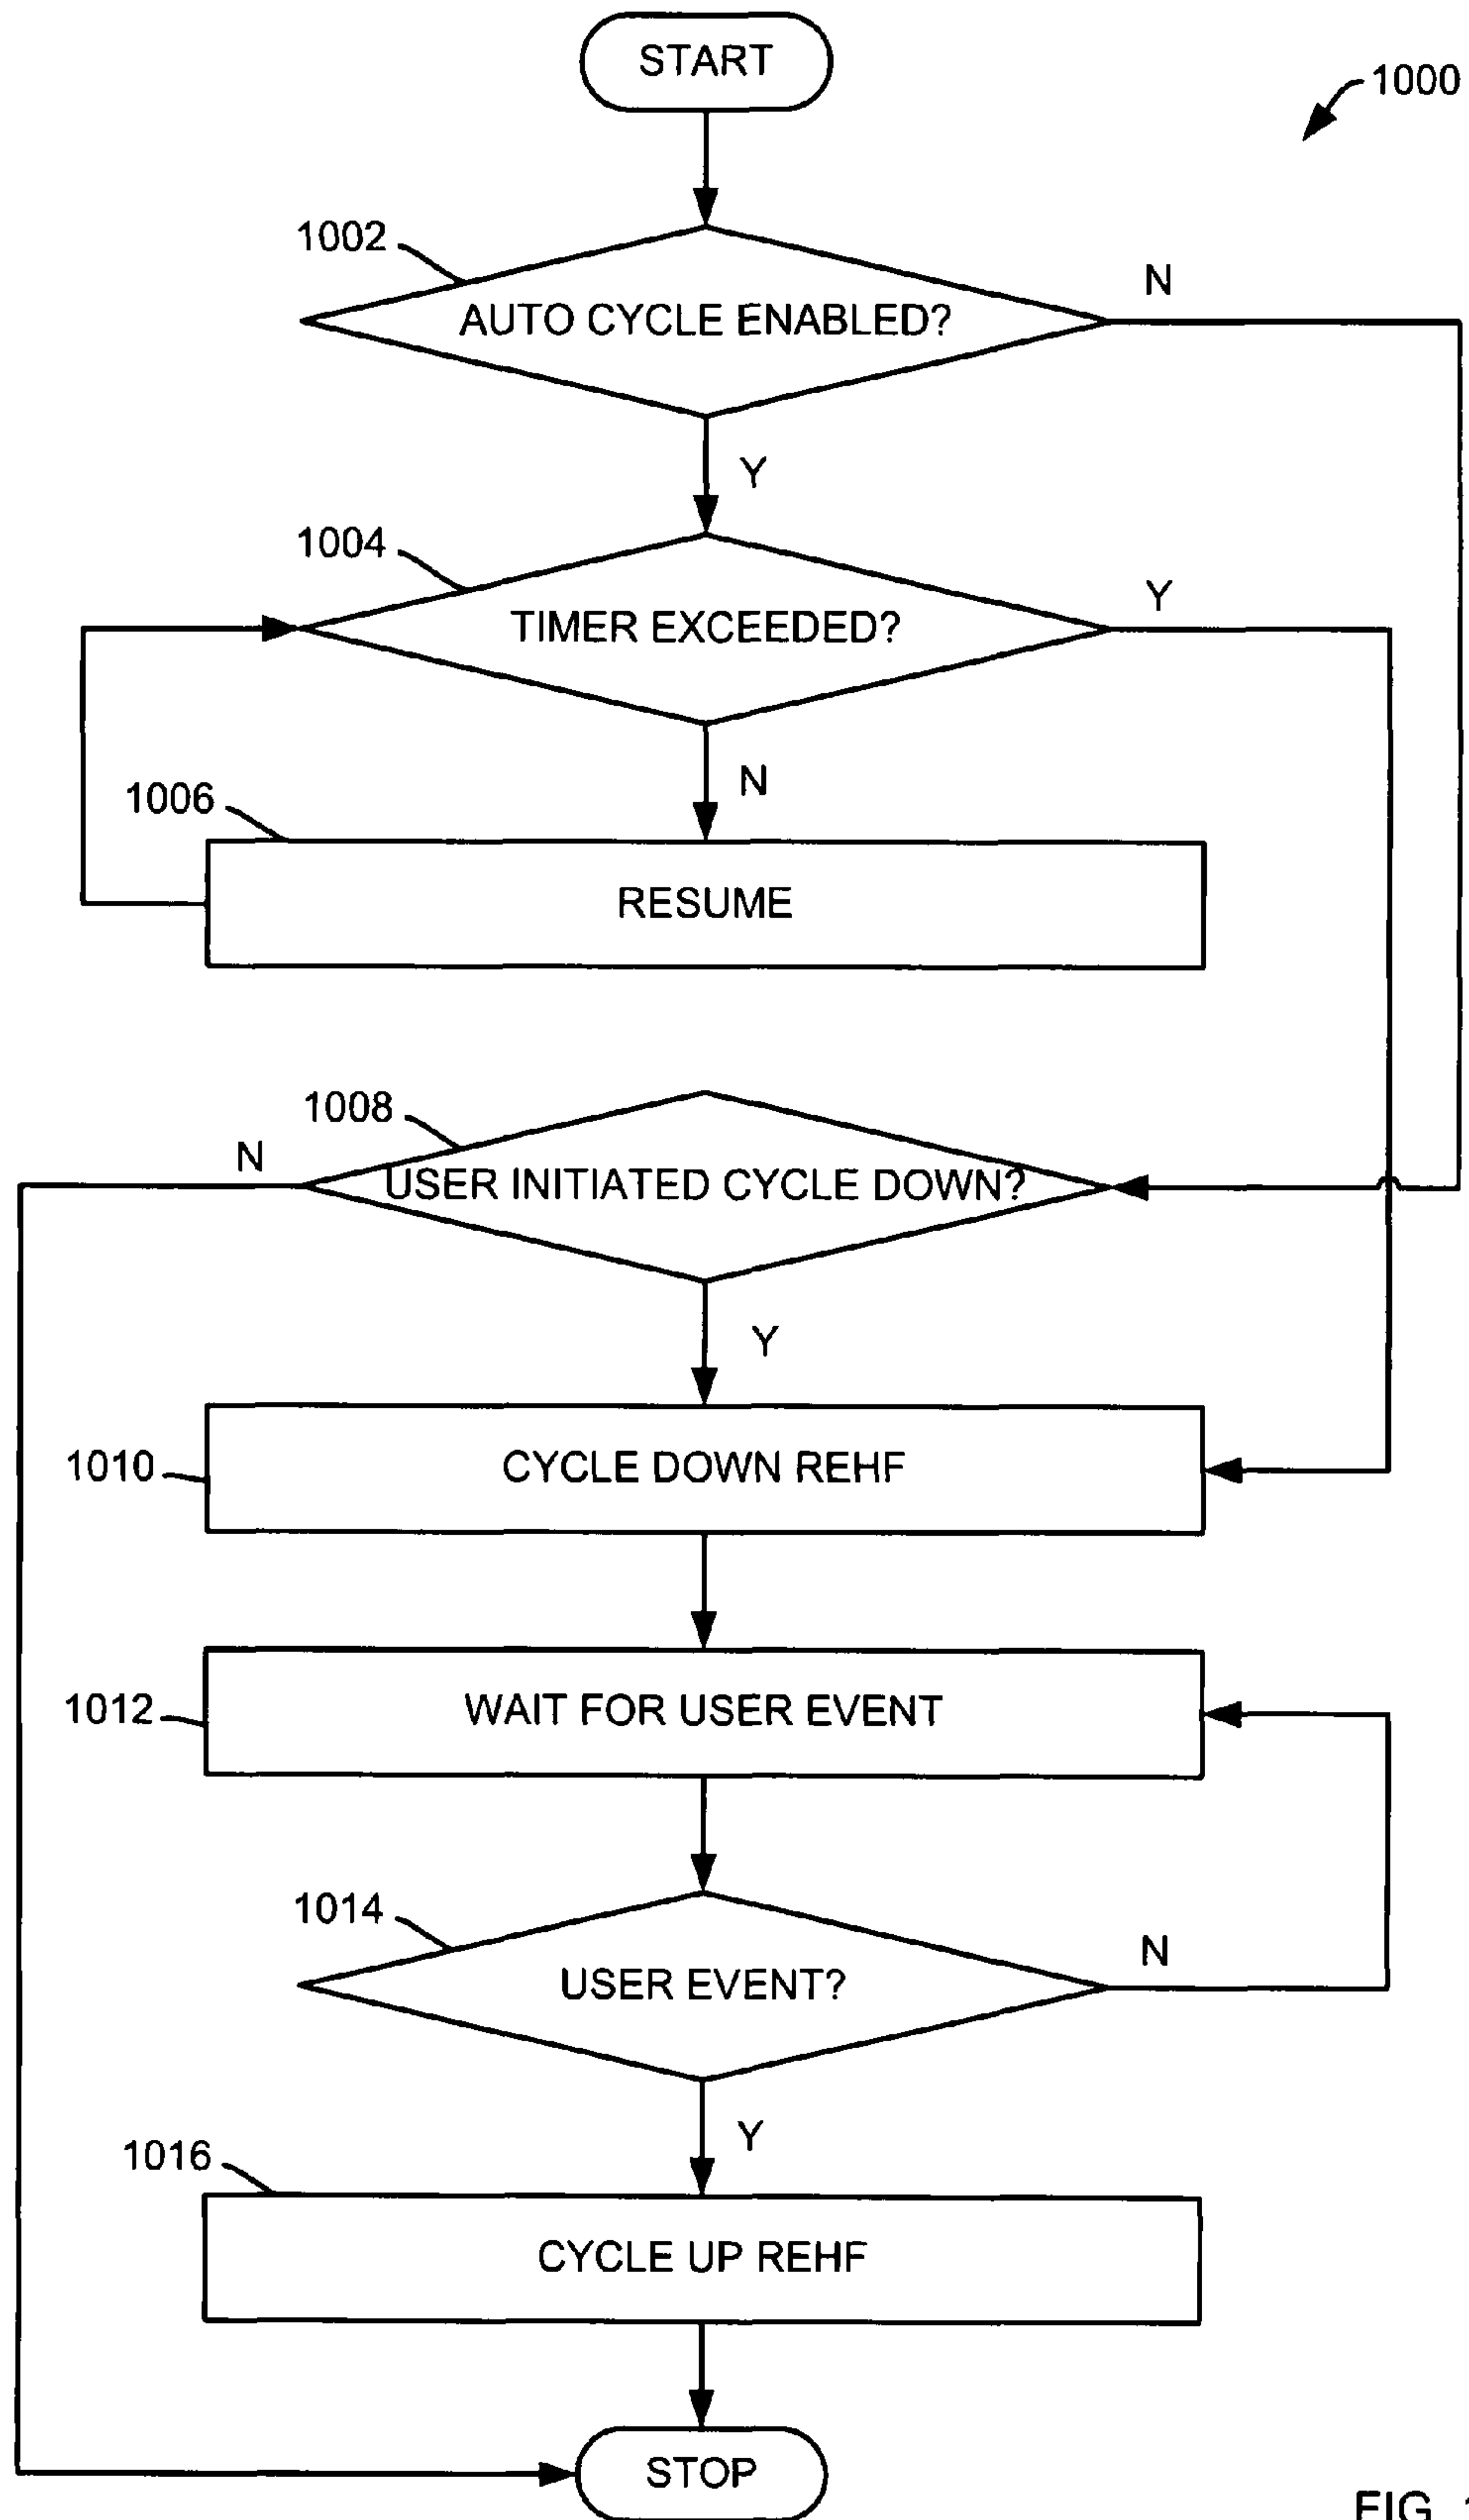 START
1000
1002
AUTO CYCLE ENABLED?
N
Y
1004
TIMER EXCEEDED?
Y
N
1006
RESUME
1008
N
USER INITIATED CYCLE DOWN?
Y
1010
CYCLE DOWN REHF
1012
WAIT FOR USER EVENT
1014
USER EVENT?
N
Y
1016
CYCLE UP REHF
STOP
FIG.